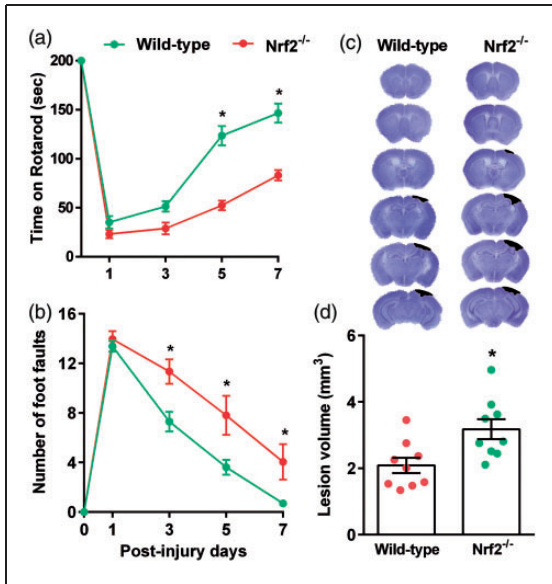 (a)
Wild-type
Nrf2-/-
Time on Rotarod (sec)
200
150
100
50
0
*
*
1
3
5
7
(b)
Number of foot faults
16
12
8
4
0
*
*
*
0
1
3
5
7
Post-injury days
(c)
Wild-type
Nrf2-/-
(d)
Lesion volume (mm3)
6
4
2
0
*
Wild-type
Nrf2-/-